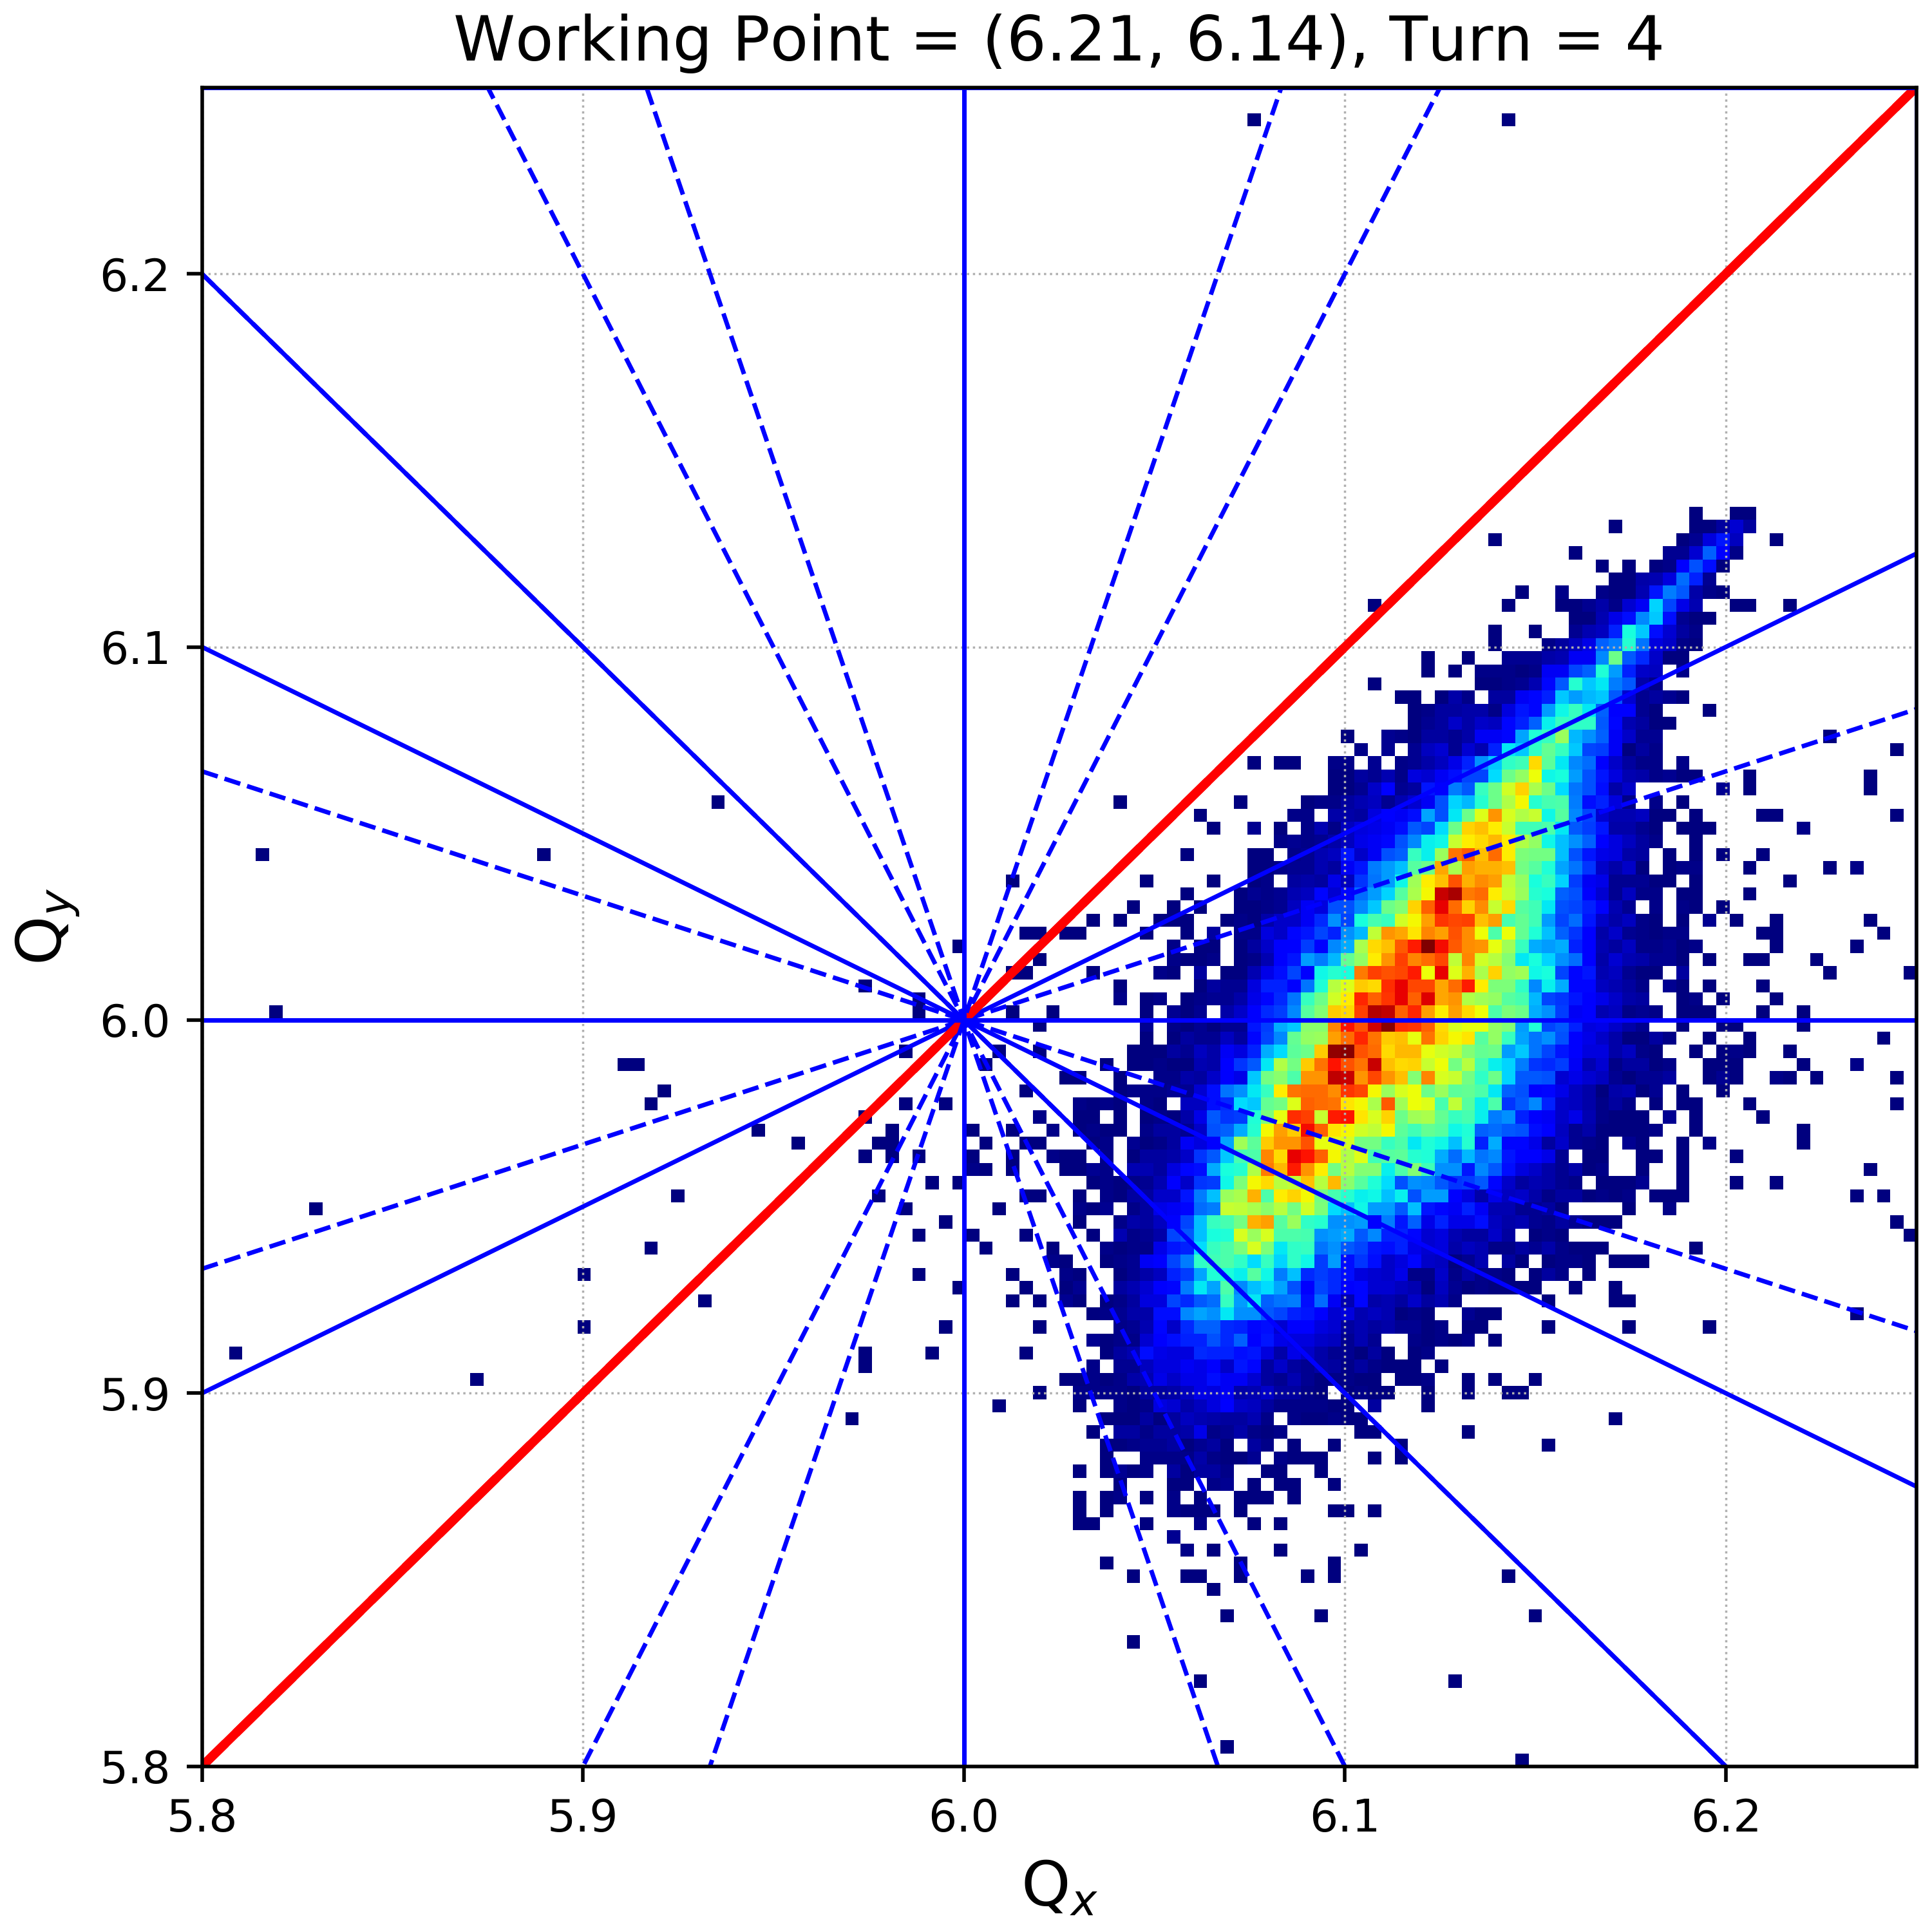 Working Point = (6.21, 6.14), Turn = 4
6.2
6.1
6.0
5.9
5.8
Qy
5.8 5.9 6.0 6.1 6.2
Qx